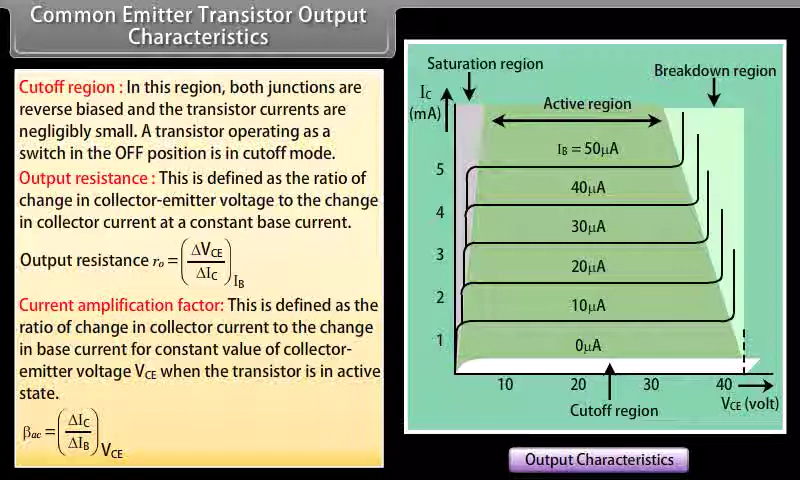 Common Emitter Transistor Output
Characteristics
Cutoff region : In this region, both junctions are
reverse biased and the transistor currents are
negligibly small. A transistor operating as a
switch in the OFF position is in cutoff mode.
Output resistance : This is defined as the ratio of
change in collector-emitter voltage to the change
in collector current at a constant base current.
Output resistance rₒ = (ΔVCE / ΔIC) IB
Current amplification factor: This is defined as the
ratio of change in collector current to the change
in base current for constant value of collector-
emitter voltage VCE when the transistor is in active
state.
βac = (ΔIC / ΔIB) VCE
Saturation region
Breakdown region
IC
(mA)
Active region
IB = 50µA
5
40µA
4
30µA
3
20µA
2
10µA
1
0µA
10 20 30 40
VCE (volt)
Cutoff region
Output Characteristics